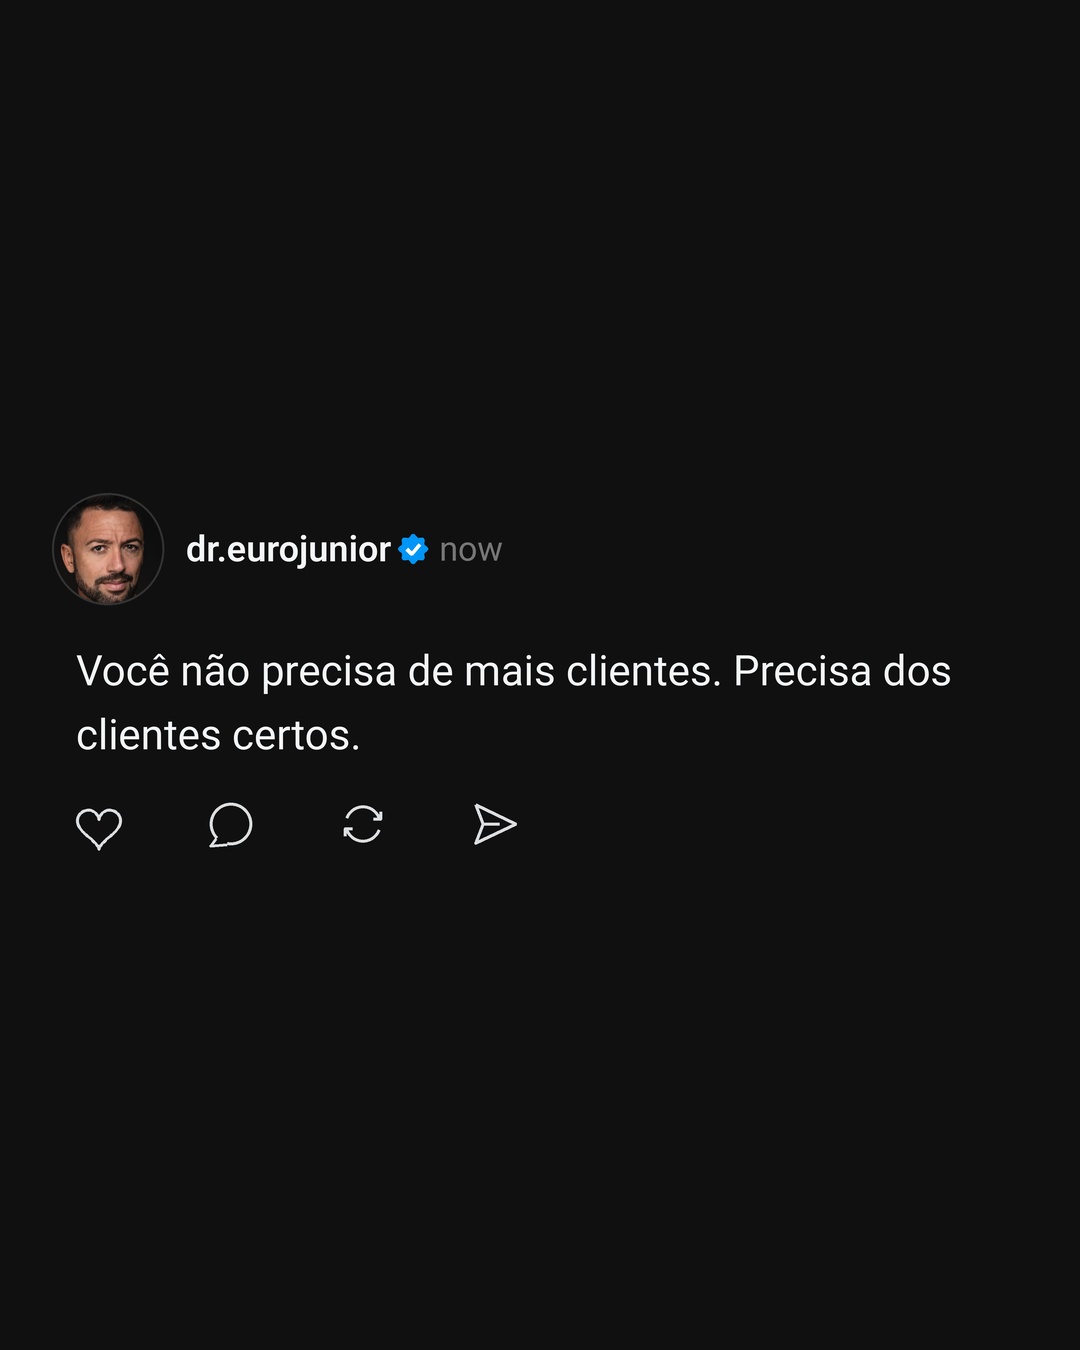 dr.eurojunior now
Você não precisa de mais clientes. Precisa dos
clientes certos.